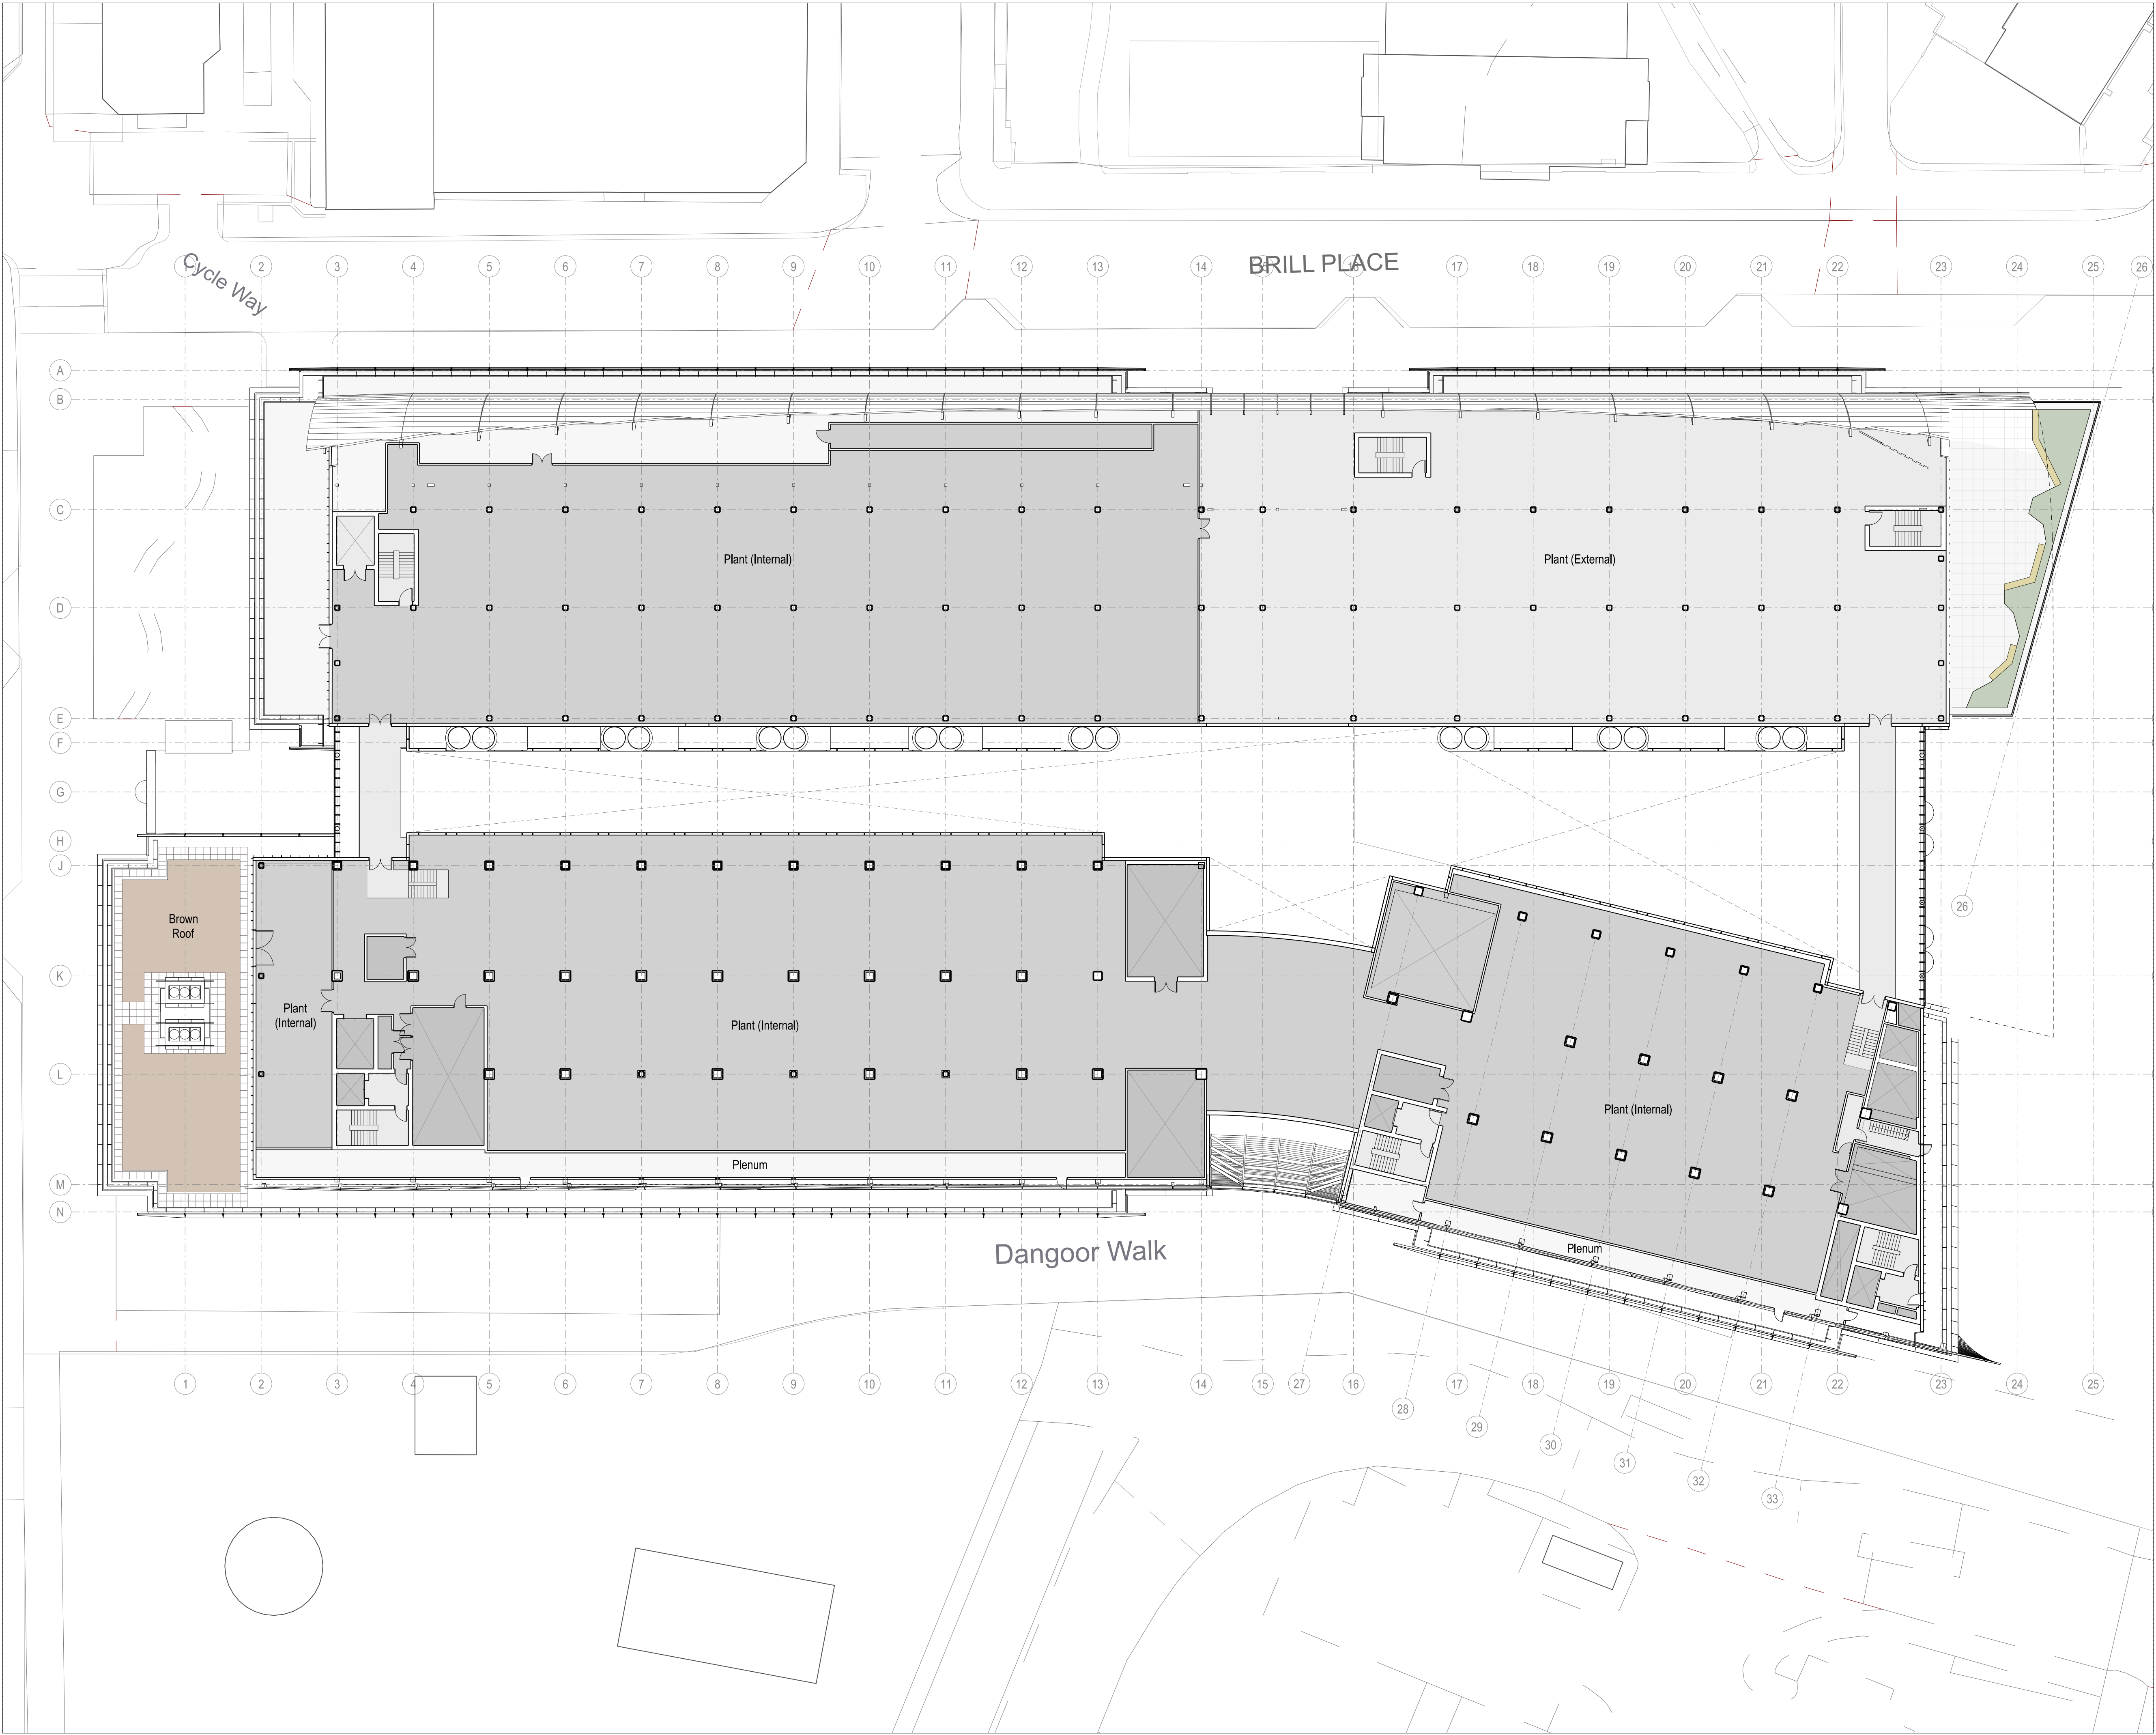 BRILL PLACE
Cycle Way
1 2 3 4 5 6 7 8 9 10 11 12 13 14 15 16 17 18 19 20 21 22 23 24 25 26
A
B
C
Plant (Internal)
Plant (External)
D
E
F
G
H
J
26
Brown
Roof
K
Plant
(Internal)
Plant (Internal)
L
Plant (Internal)
Plenum
M
N
Plenum
Dangoor Walk
1 2 3 4 5 6 7 8 9 10 11 12 13 14 15 27 16 17 18 19 20 21 22 23 24 25
28
29
30
31
32
33